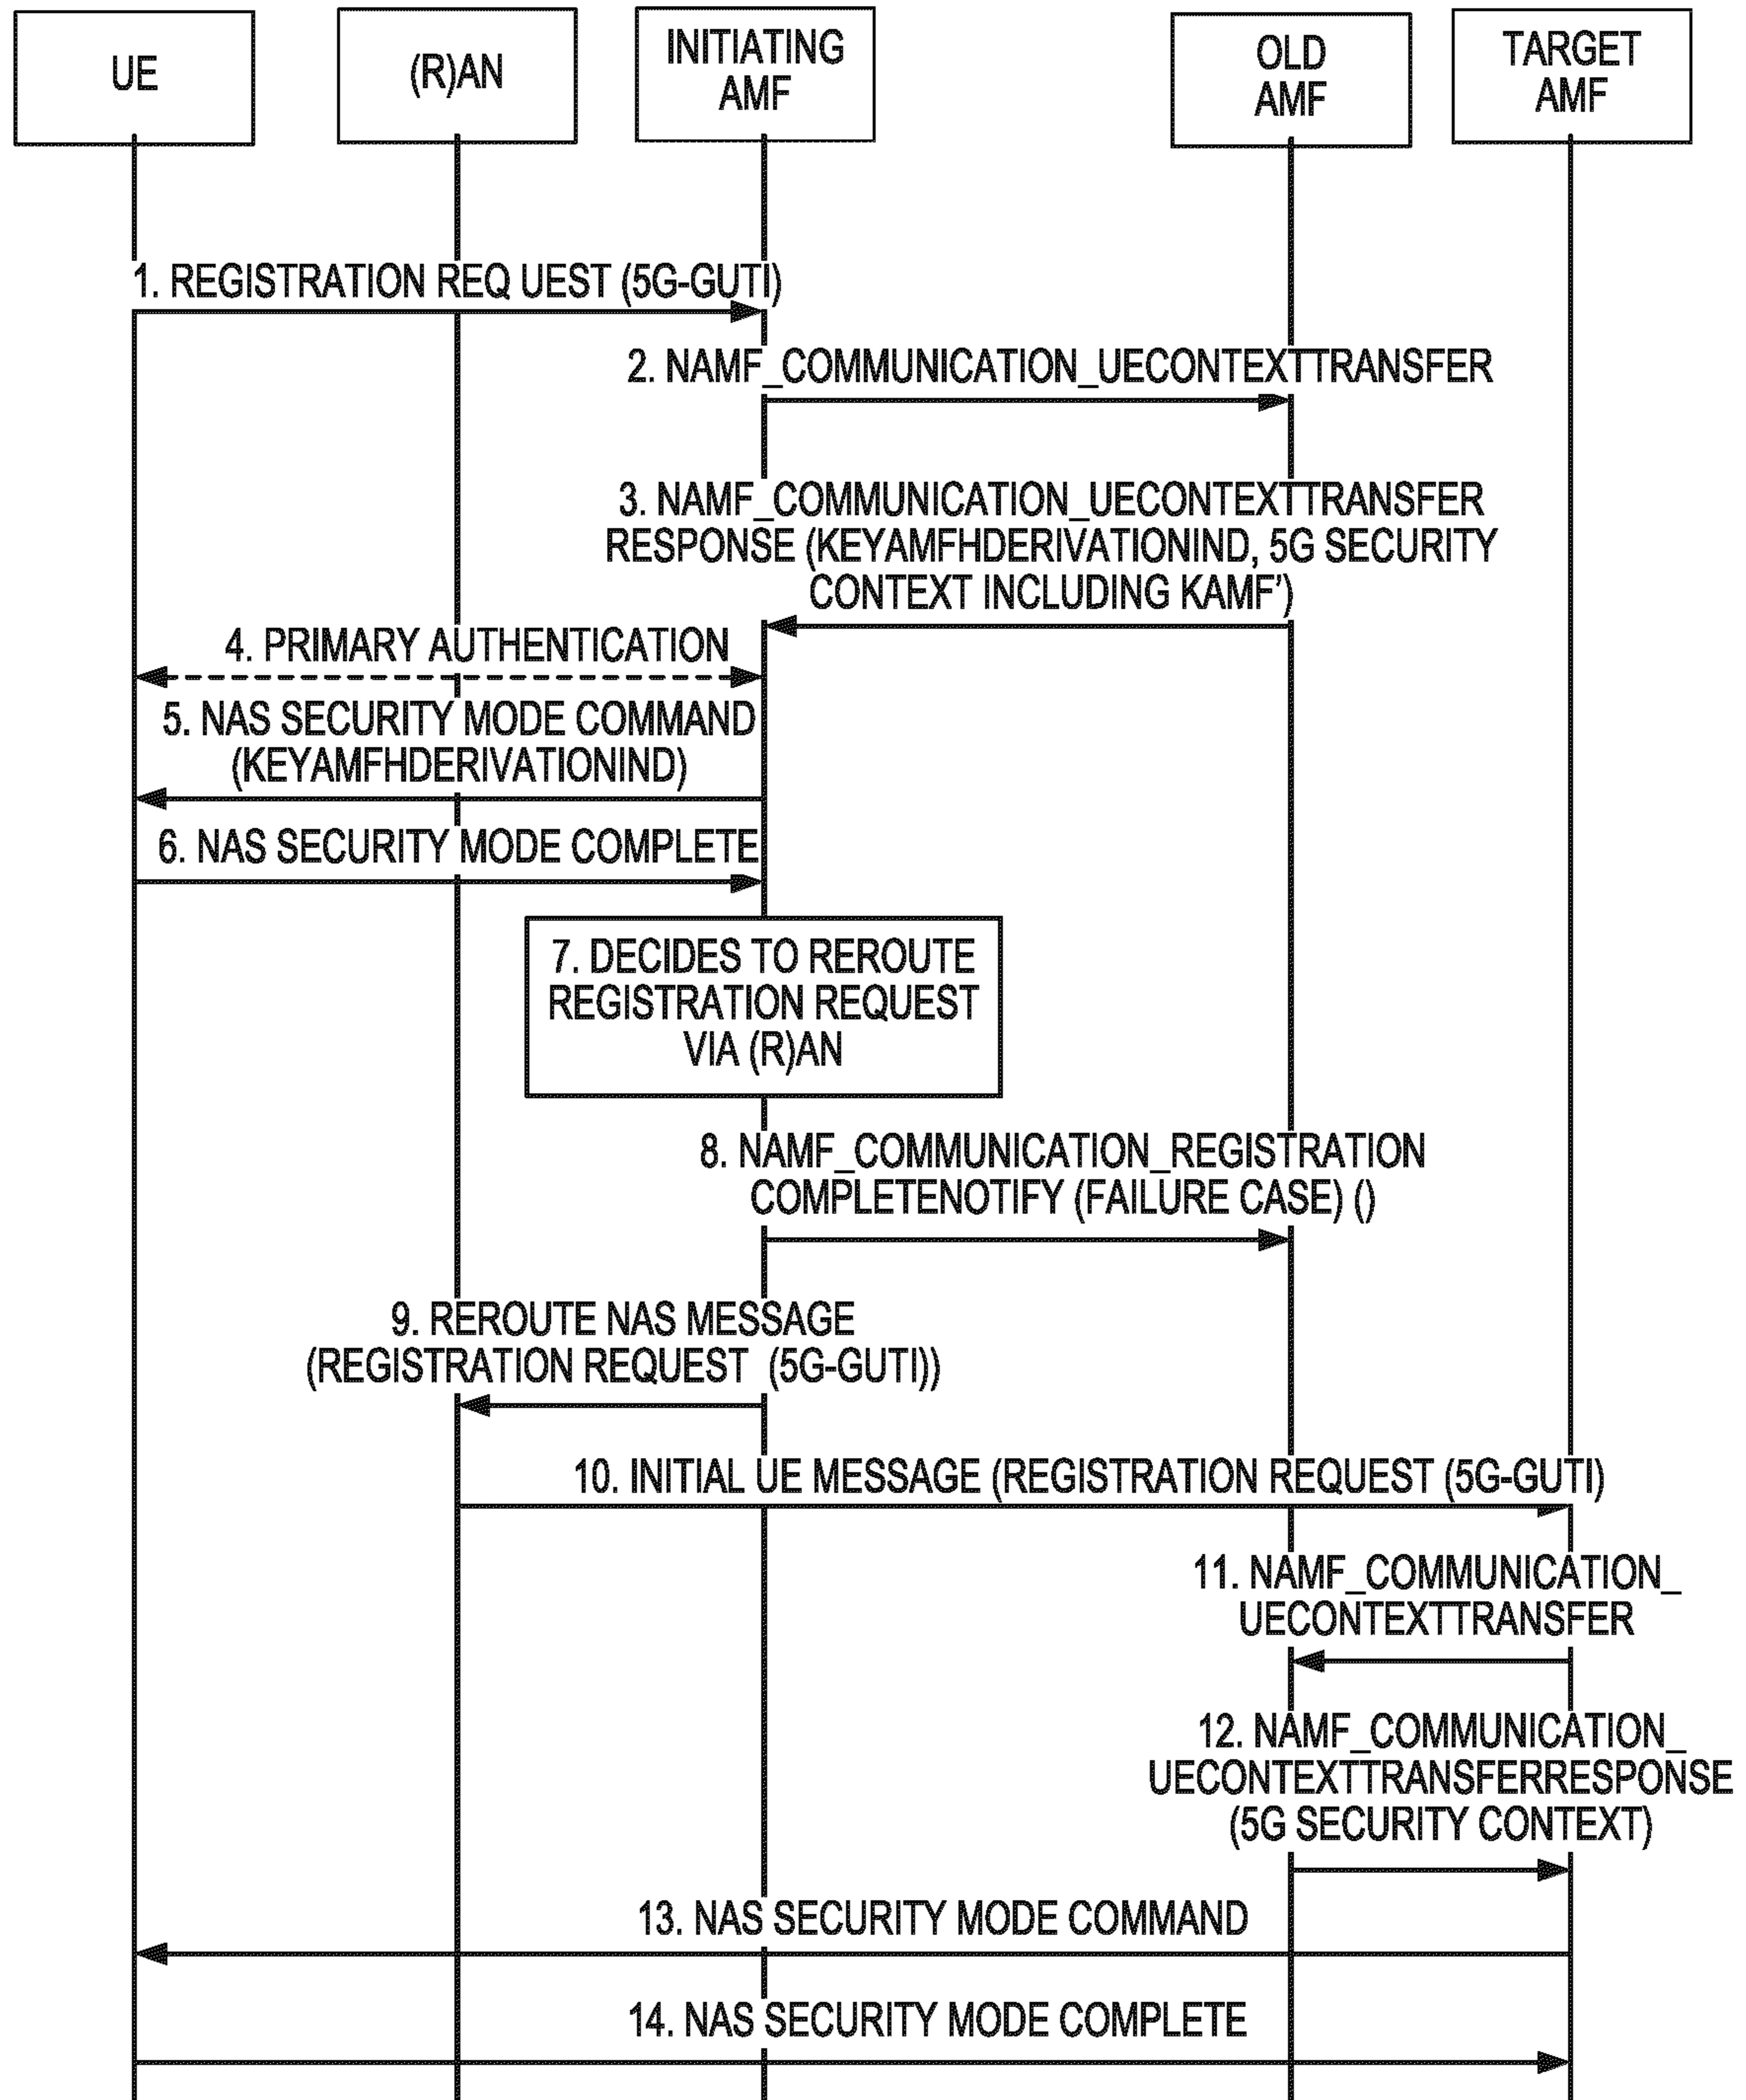 UE
(R)AN
INITIATING
AMF
OLD
AMF
TARGET
AMF
1. REGISTRATION REQ UEST (5G-GUTI)
2. NAMF_COMMUNICATION_UECONTEXTTRANSFER
3. NAMF_COMMUNICATION_UECONTEXTTRANSFER
RESPONSE (KEYAMFHDERIVATIONIND, 5G SECURITY
CONTEXT INCLUDING KAMF')
4. PRIMARY AUTHENTICATION
5. NAS SECURITY MODE COMMAND
(KEYAMFHDERIVATIONIND)
6. NAS SECURITY MODE COMPLETE
7. DECIDES TO REROUTE
REGISTRATION REQUEST
VIA (R)AN
8. NAMF_COMMUNICATION_REGISTRATION
COMPLETENOTIFY (FAILURE CASE) ()
9. REROUTE NAS MESSAGE
(REGISTRATION REQUEST (5G-GUTI))
10. INITIAL UE MESSAGE (REGISTRATION REQUEST (5G-GUTI)
11. NAMF_COMMUNICATION_
UECONTEXTTRANSFER
12. NAMF_COMMUNICATION_
UECONTEXTTRANSFERRESPONSE
(5G SECURITY CONTEXT)
13. NAS SECURITY MODE COMMAND
14. NAS SECURITY MODE COMPLETE